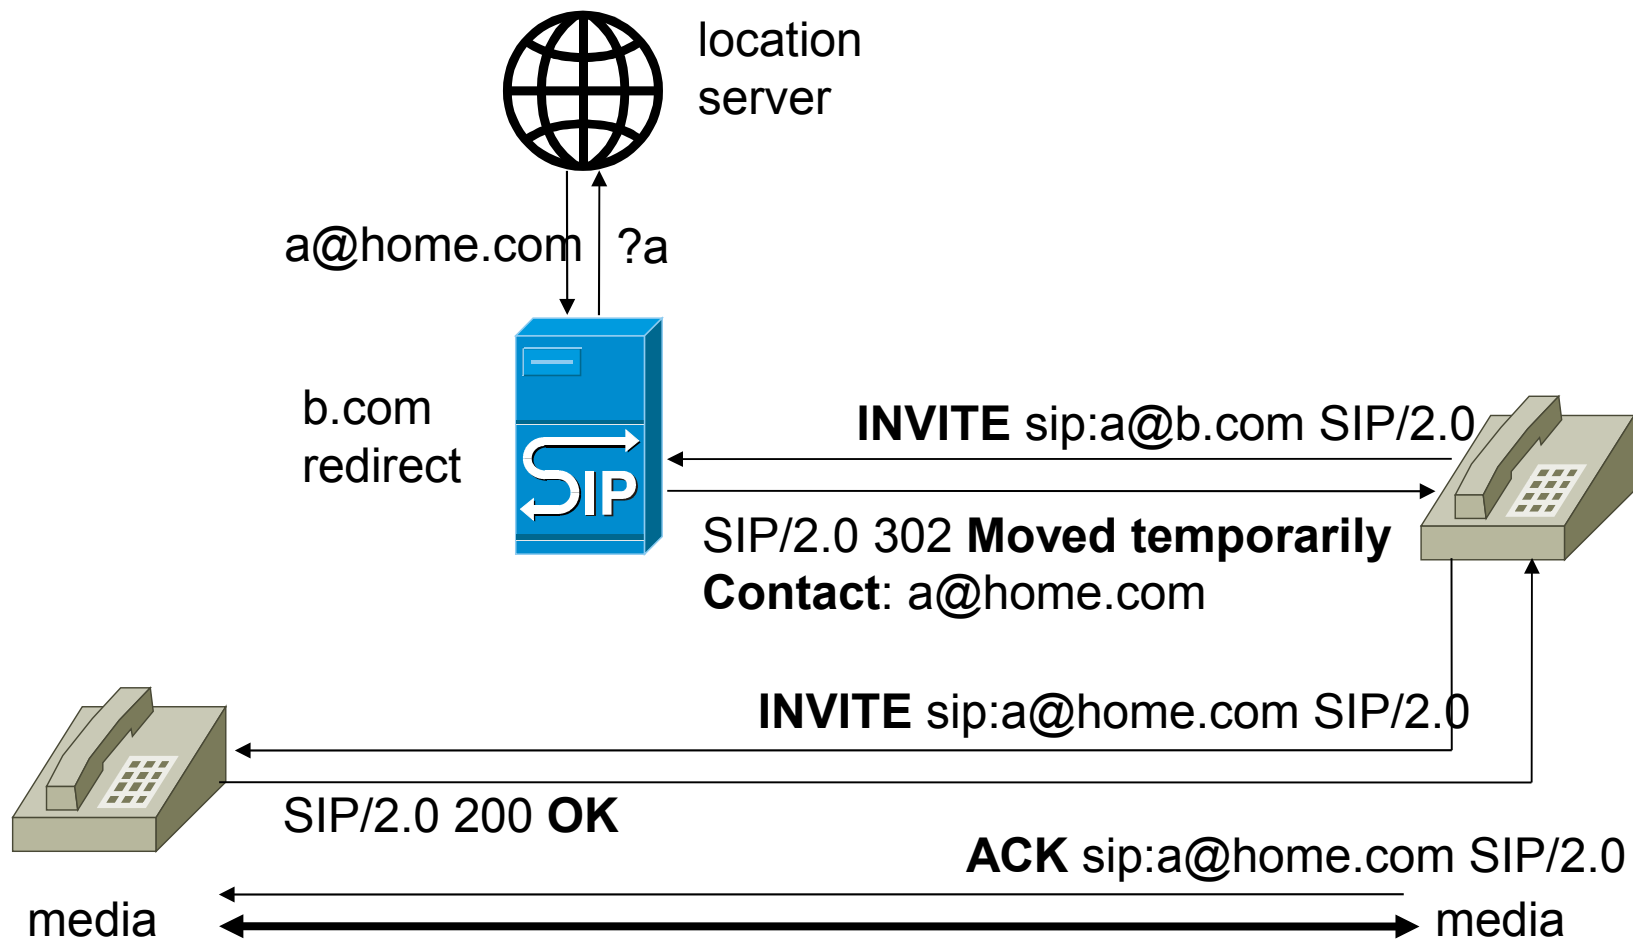 location
server
a@home.com
?a
b.com
redirect
SIP
INVITE sip:a@b.com SIP/2.0
SIP/2.0 302 Moved temporarily
Contact: a@home.com
INVITE sip:a@home.com SIP/2.0
SIP/2.0 200 OK
ACK sip:a@home.com SIP/2.0
media
media